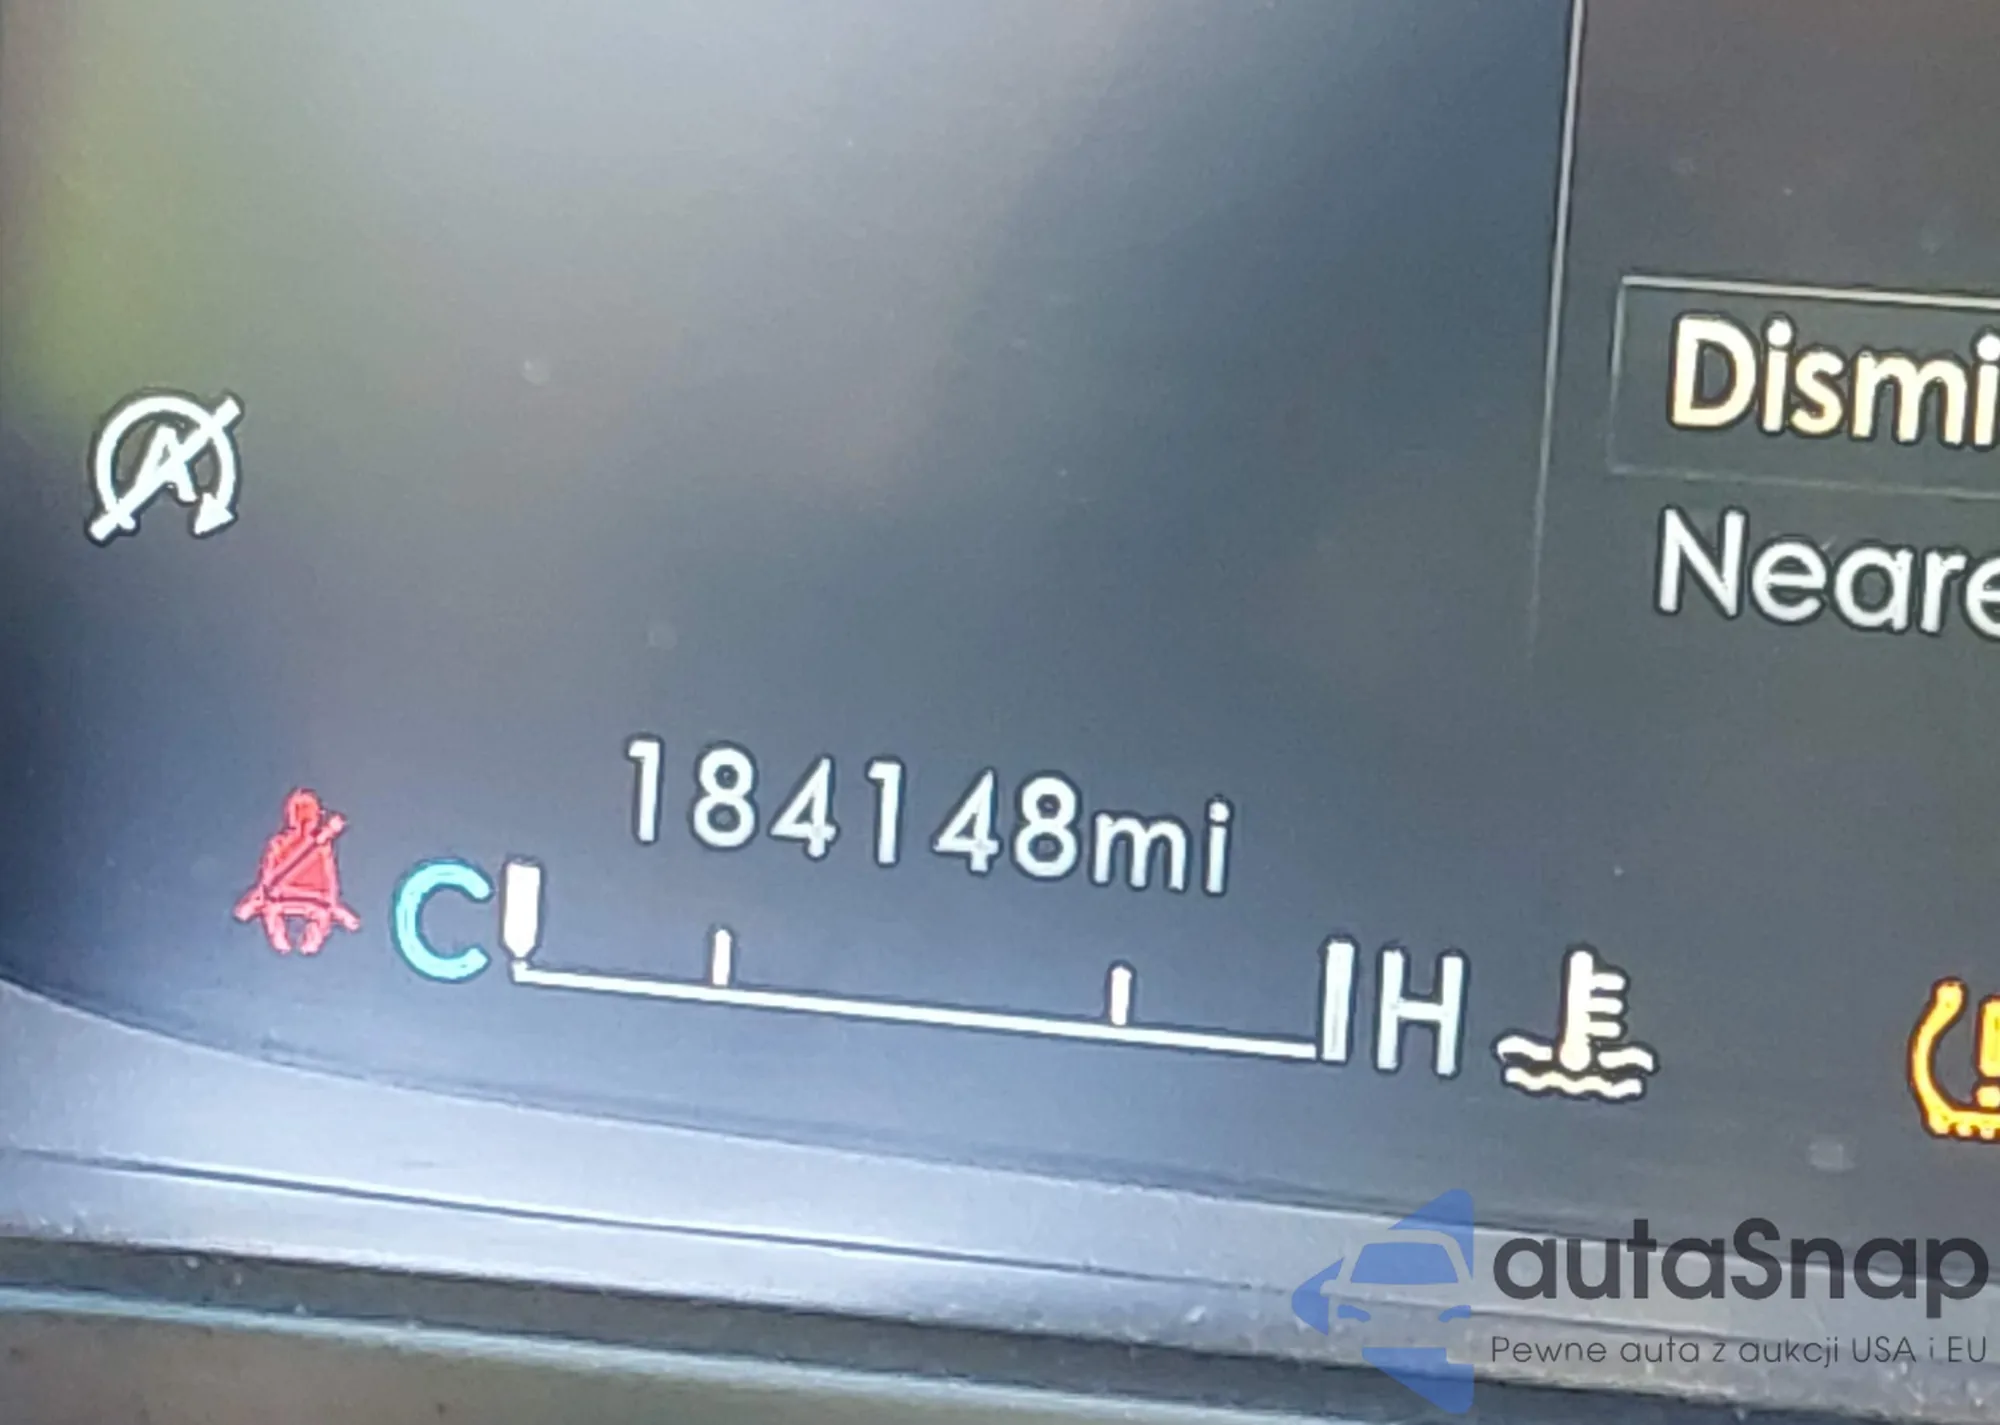 Dismi
Neare
184148mi
C H
autaSnap
Pewne auta z aukcji USA i EU